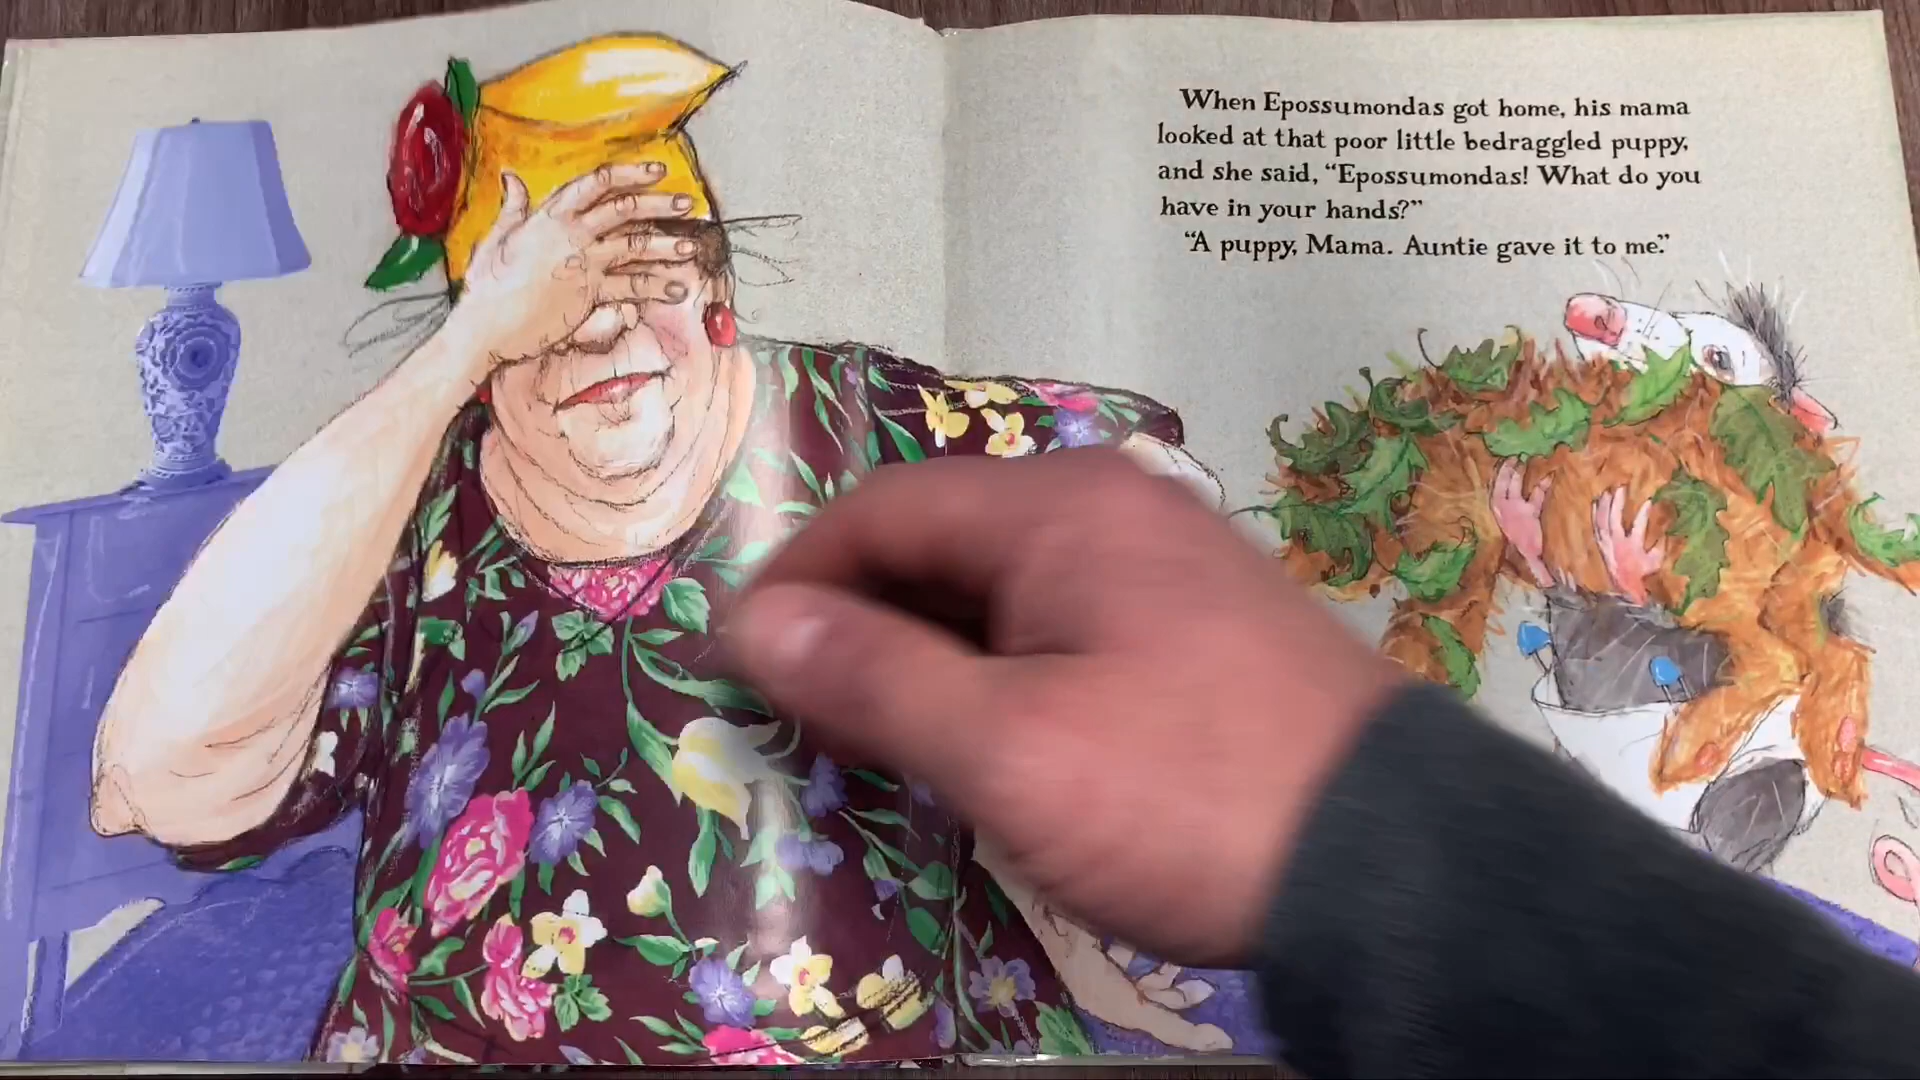 When Epossumondas got home, his mama
looked at that poor little bedraggled puppy,
and she said, “Epossumondas! What do you
have in your hands?”
“A puppy, Mama. Auntie gave it to me.”